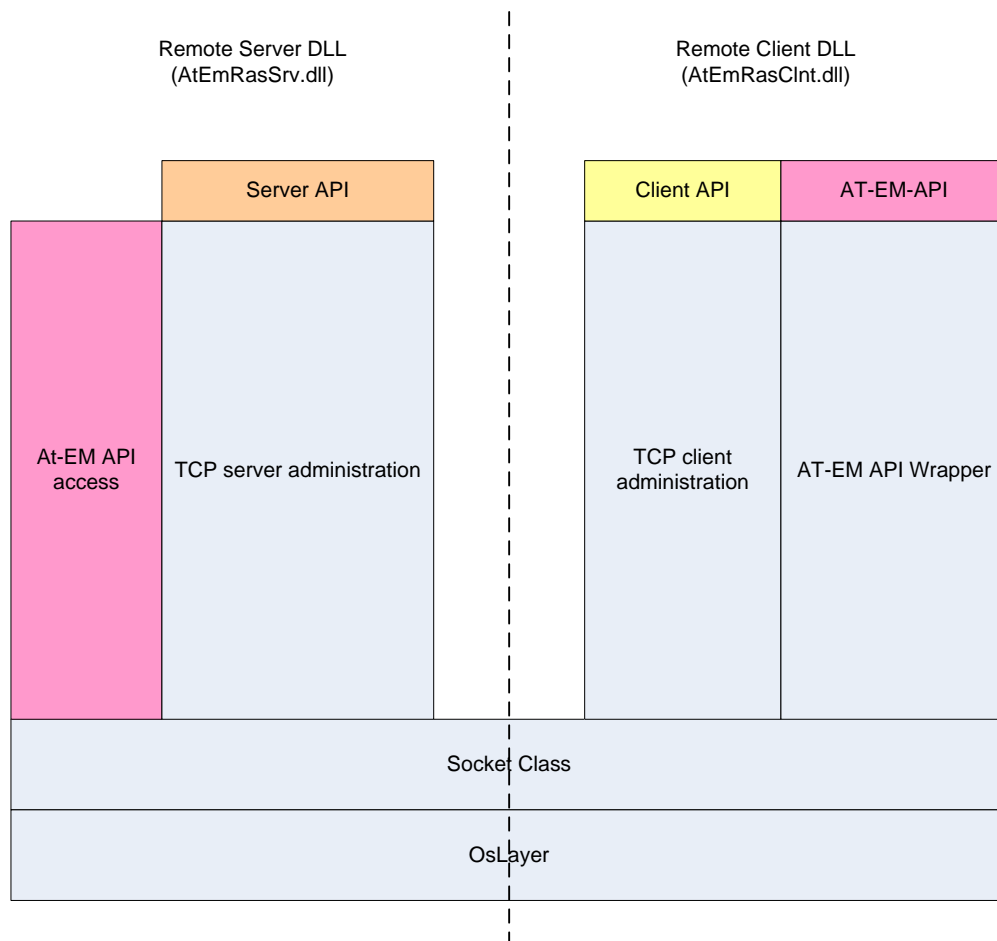 Remote Server DLL
(AtEmRasSrv.dll)
Remote Client DLL
(AtEmRasClnt.dll)
Server API
Client API
AT-EM-API
At-EM API
access
TCP server administration
TCP client
administration
AT-EM API Wrapper
Socket Class
OsLayer